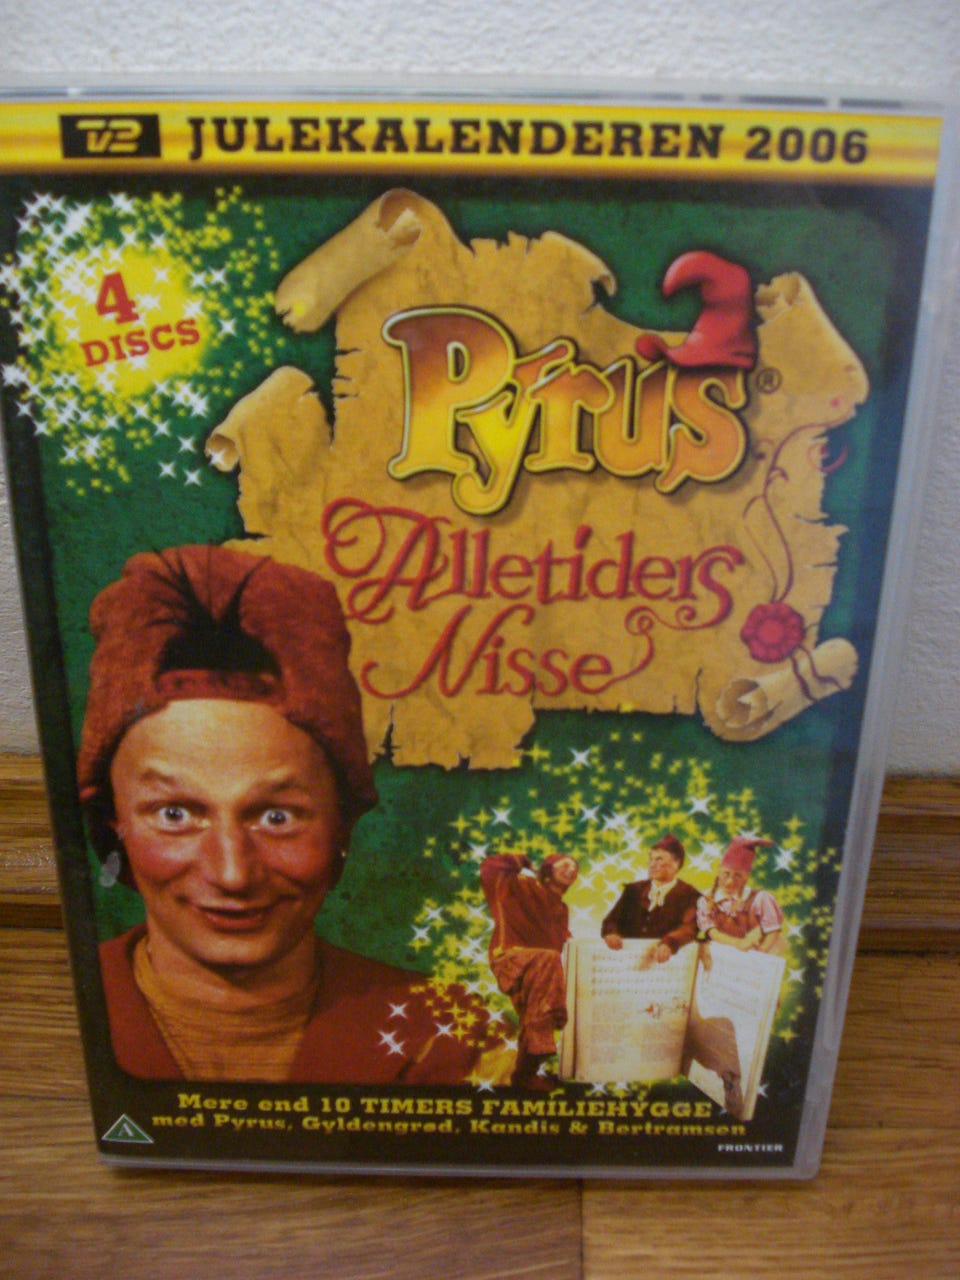 TV2 JULEKALENDEREN 2006
4
DISCS
Pyrus®
Alletiders
Nisse
Mere end 10 TIMERS FAMILIEHYGGE
med Pyrus, Gyldengrød, Kandis & Bertramsen
A
FRONTIER